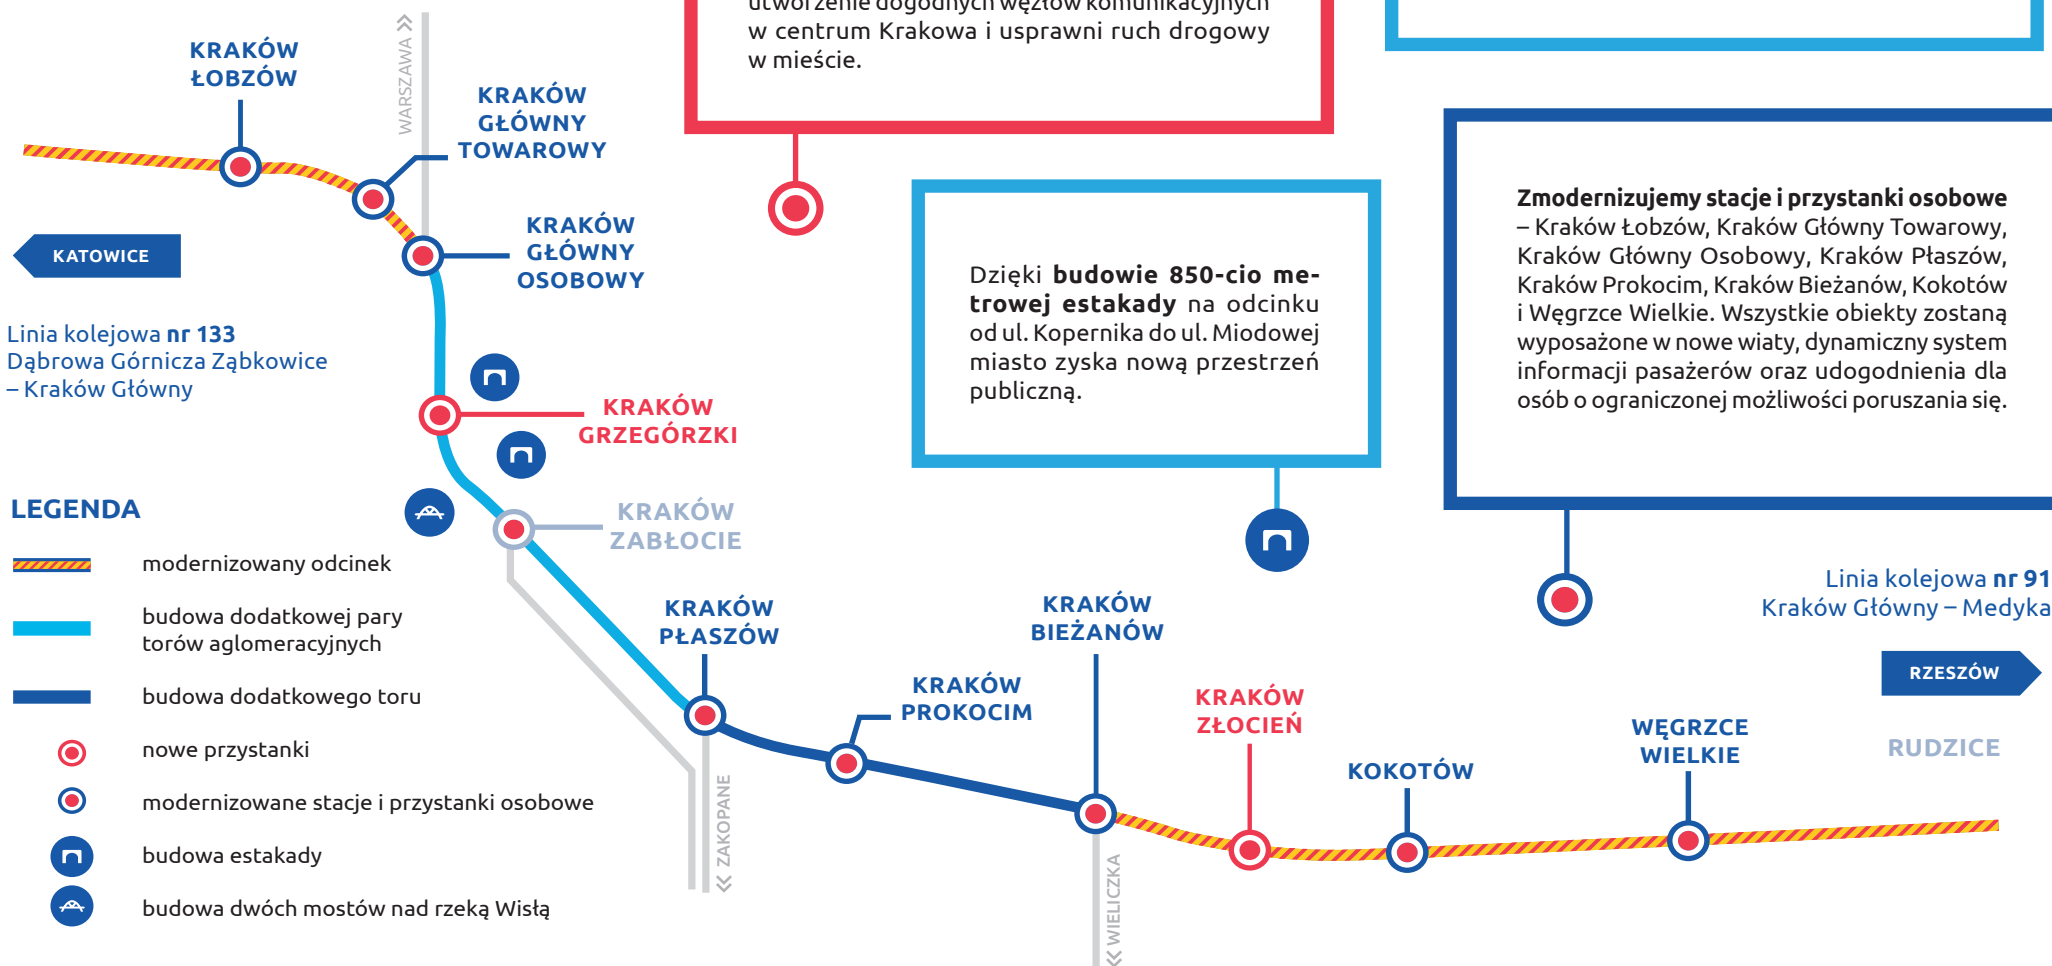 utworzenie dogodnych węzłów komunikacyjnych
w centrum Krakowa i usprawni ruch drogowy
w mieście.
KRAKÓW
ŁOBZÓW
WARSZAWA
KRAKÓW
GŁÓWNY
TOWAROWY
KRAKÓW
GŁÓWNY
OSOBOWY
KATOWICE
Linia kolejowa nr 133
Dąbrowa Górnicza Ząbkowice
– Kraków Główny
Dzięki budowie 850-cio me-
trowej estakady na odcinku
od ul. Kopernika do ul. Miodowej
miasto zyska nową przestrzeń
publiczną.
Zmodernizujemy stacje i przystanki osobowe
– Kraków Łobzów, Kraków Główny Towarowy,
Kraków Główny Osobowy, Kraków Płaszów,
Kraków Prokocim, Kraków Bieżanów, Kokotów
i Węgrzce Wielkie. Wszystkie obiekty zostaną
wyposażone w nowe wiaty, dynamiczny system
informacji pasażerów oraz udogodnienia dla
osób o ograniczonej możliwości poruszania się.
KRAKÓW
GRZEGÓRZKI
KRAKÓW
ZABŁOCIE
KRAKÓW
PŁASZÓW
ZAKOPANE
KRAKÓW
PROKOCIM
KRAKÓW
BIEŻANÓW
WIELICZKA
KRAKÓW
ZŁOCIEŃ
KOKOTÓW
WĘGRZCE
WIELKIE
Linia kolejowa nr 91
Kraków Główny – Medyka
RZESZÓW
RUDZICE
LEGENDA
modernizowany odcinek
budowa dodatkowej pary
torów aglomeracyjnych
budowa dodatkowego toru
nowe przystanki
modernizowane stacje i przystanki osobowe
budowa estakady
budowa dwóch mostów nad rzeką Wisłą